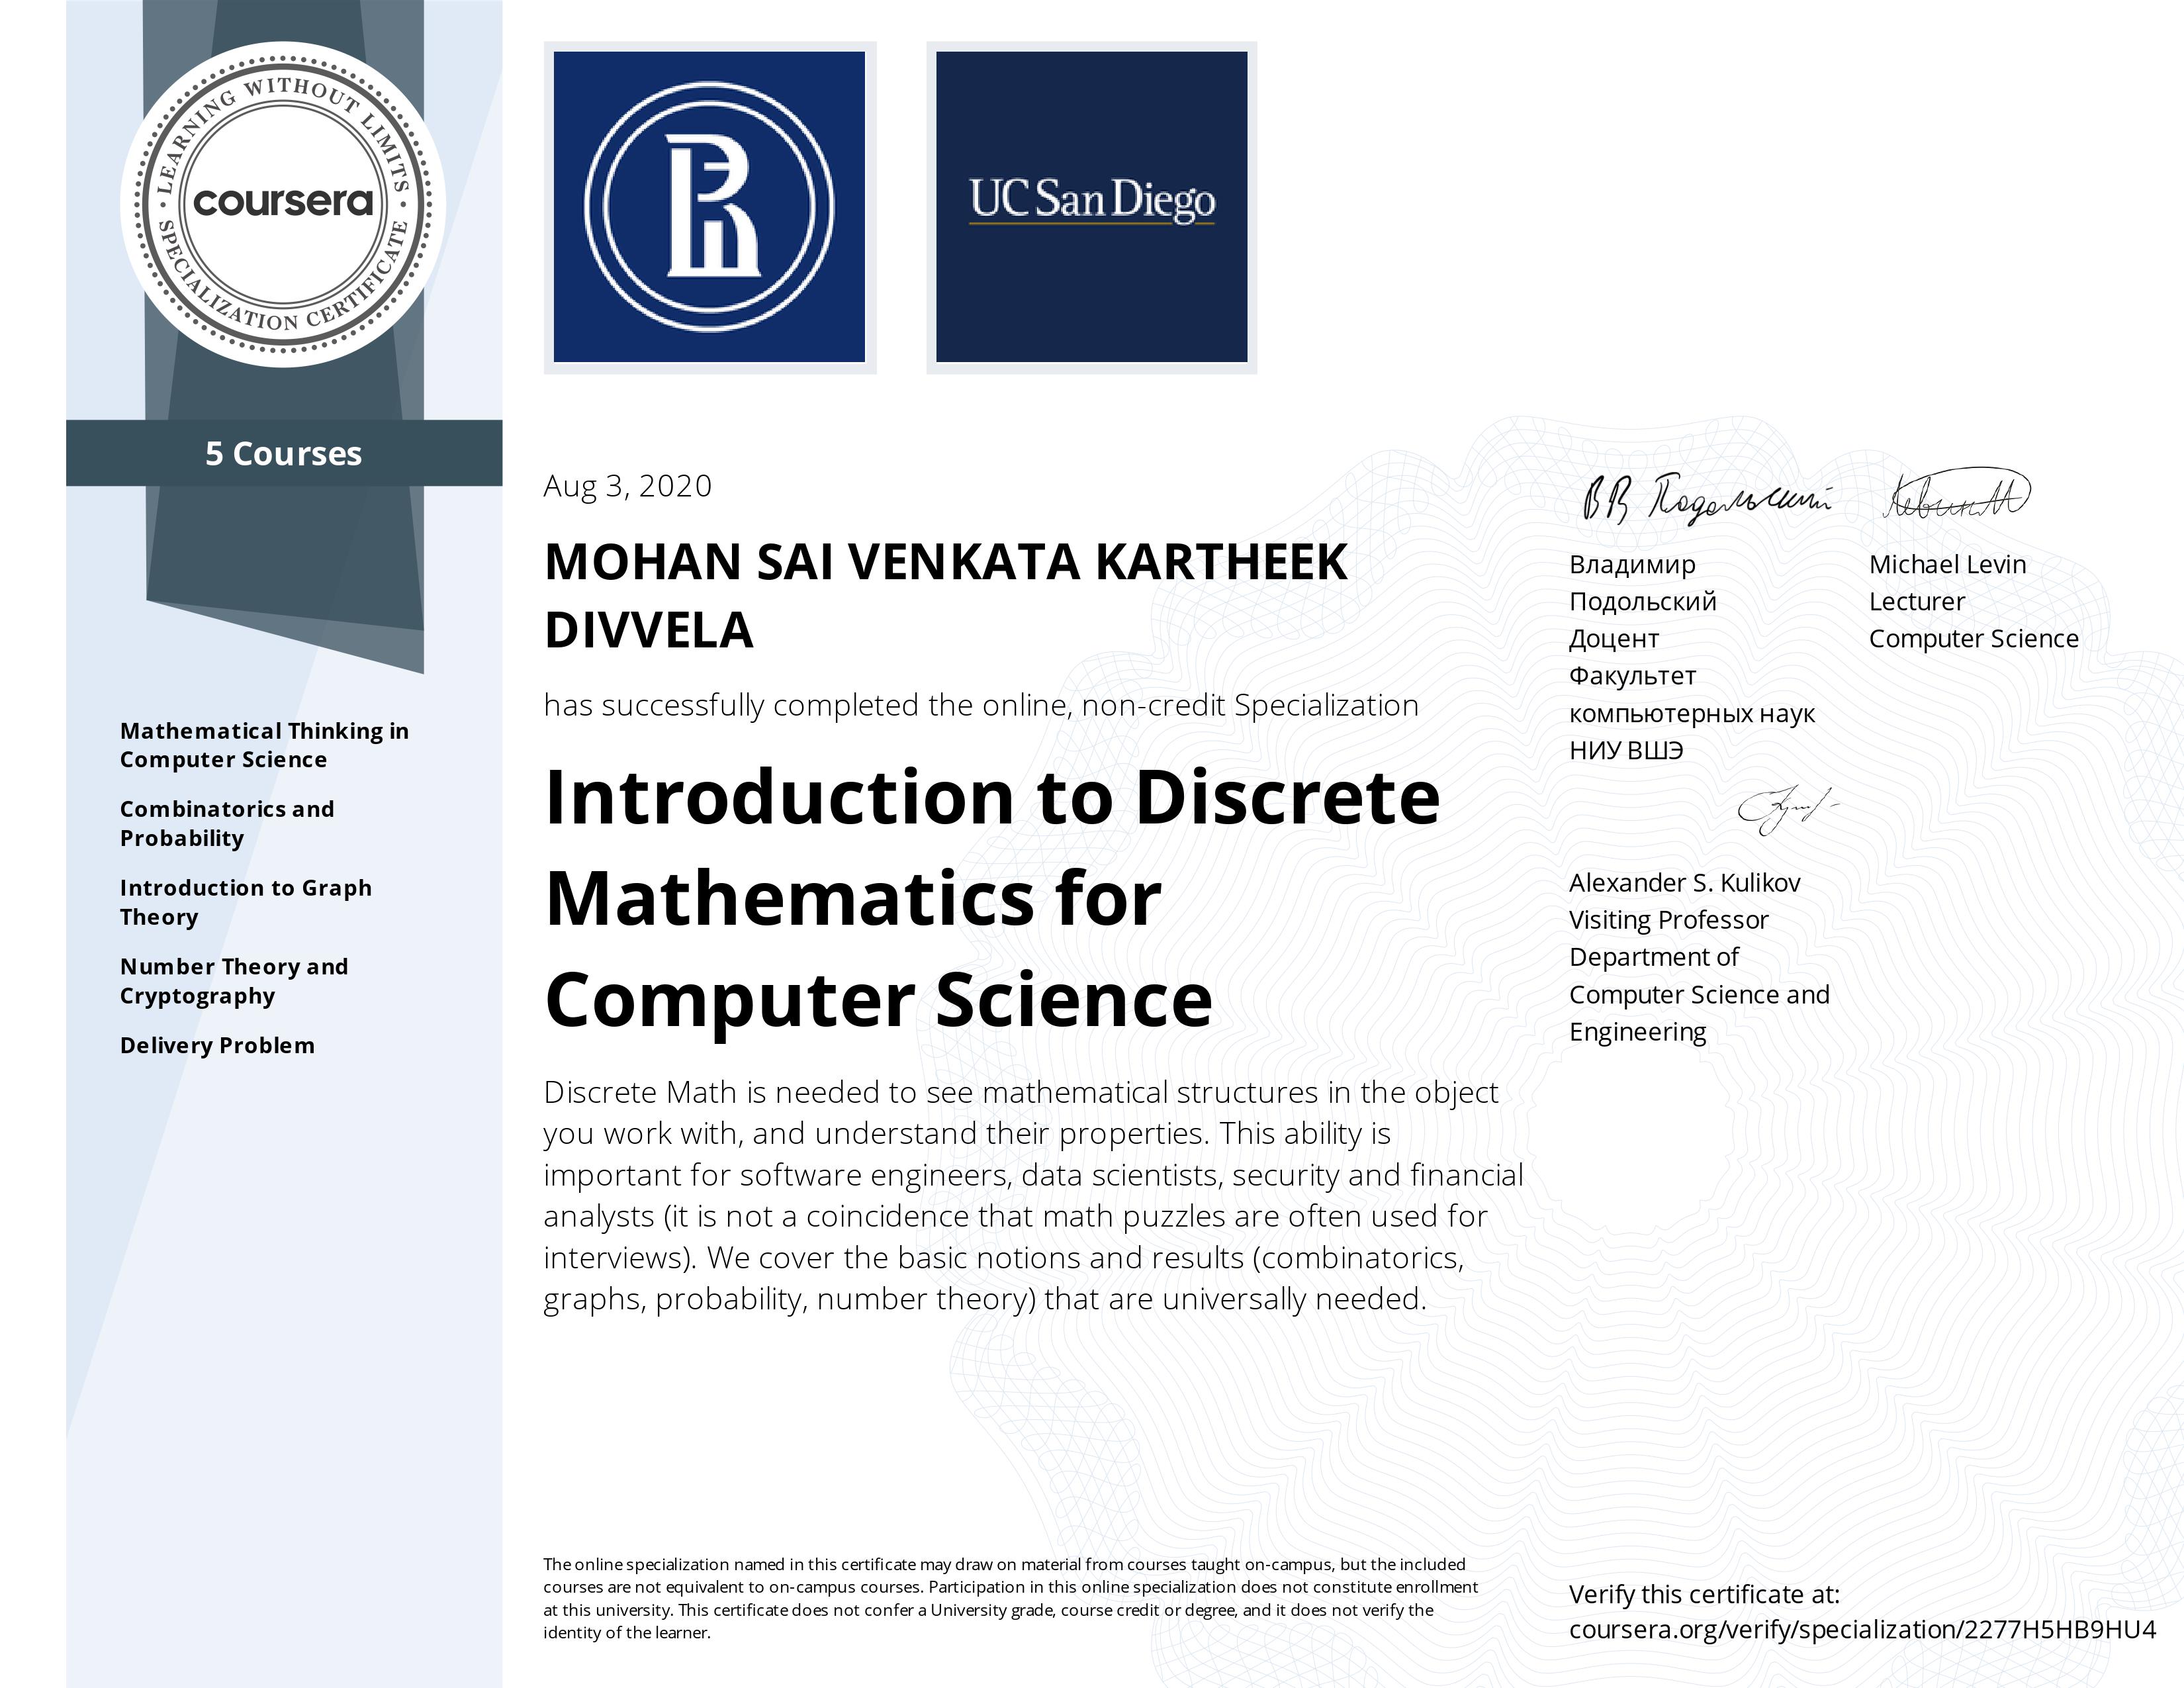 LEARNING WITHOUT LIMITS
coursera
SPECIALIZATION CERTIFICATE
5 Courses
Mathematical Thinking in
Computer Science
Combinatorics and
Probability
Introduction to Graph
Theory
Number Theory and
Cryptography
Delivery Problem
UC San Diego
Aug 3, 2020
MOHAN SAI VENKATA KARTHEEK
DIVVELA
has successfully completed the online, non-credit Specialization
Introduction to Discrete
Mathematics for
Computer Science
Discrete Math is needed to see mathematical structures in the object
you work with, and understand their properties. This ability is
important for software engineers, data scientists, security and financial
analysts (it is not a coincidence that math puzzles are often used for
interviews). We cover the basic notions and results (combinatorics,
graphs, probability, number theory) that are universally needed.
The online specialization named in this certificate may draw on material from courses taught on-campus, but the included
courses are not equivalent to on-campus courses. Participation in this online specialization does not constitute enrollment
at this university. This certificate does not confer a University grade, course credit or degree, and it does not verify the
identity of the learner.
Владимир
Подольский
Доцент
Факультет
компьютерных наук
НИУ ВШЭ
Michael Levin
Lecturer
Computer Science
Alexander S. Kulikov
Visiting Professor
Department of
Computer Science and
Engineering
Verify this certificate at:
coursera.org/verify/specialization/2277H5HB9HU4